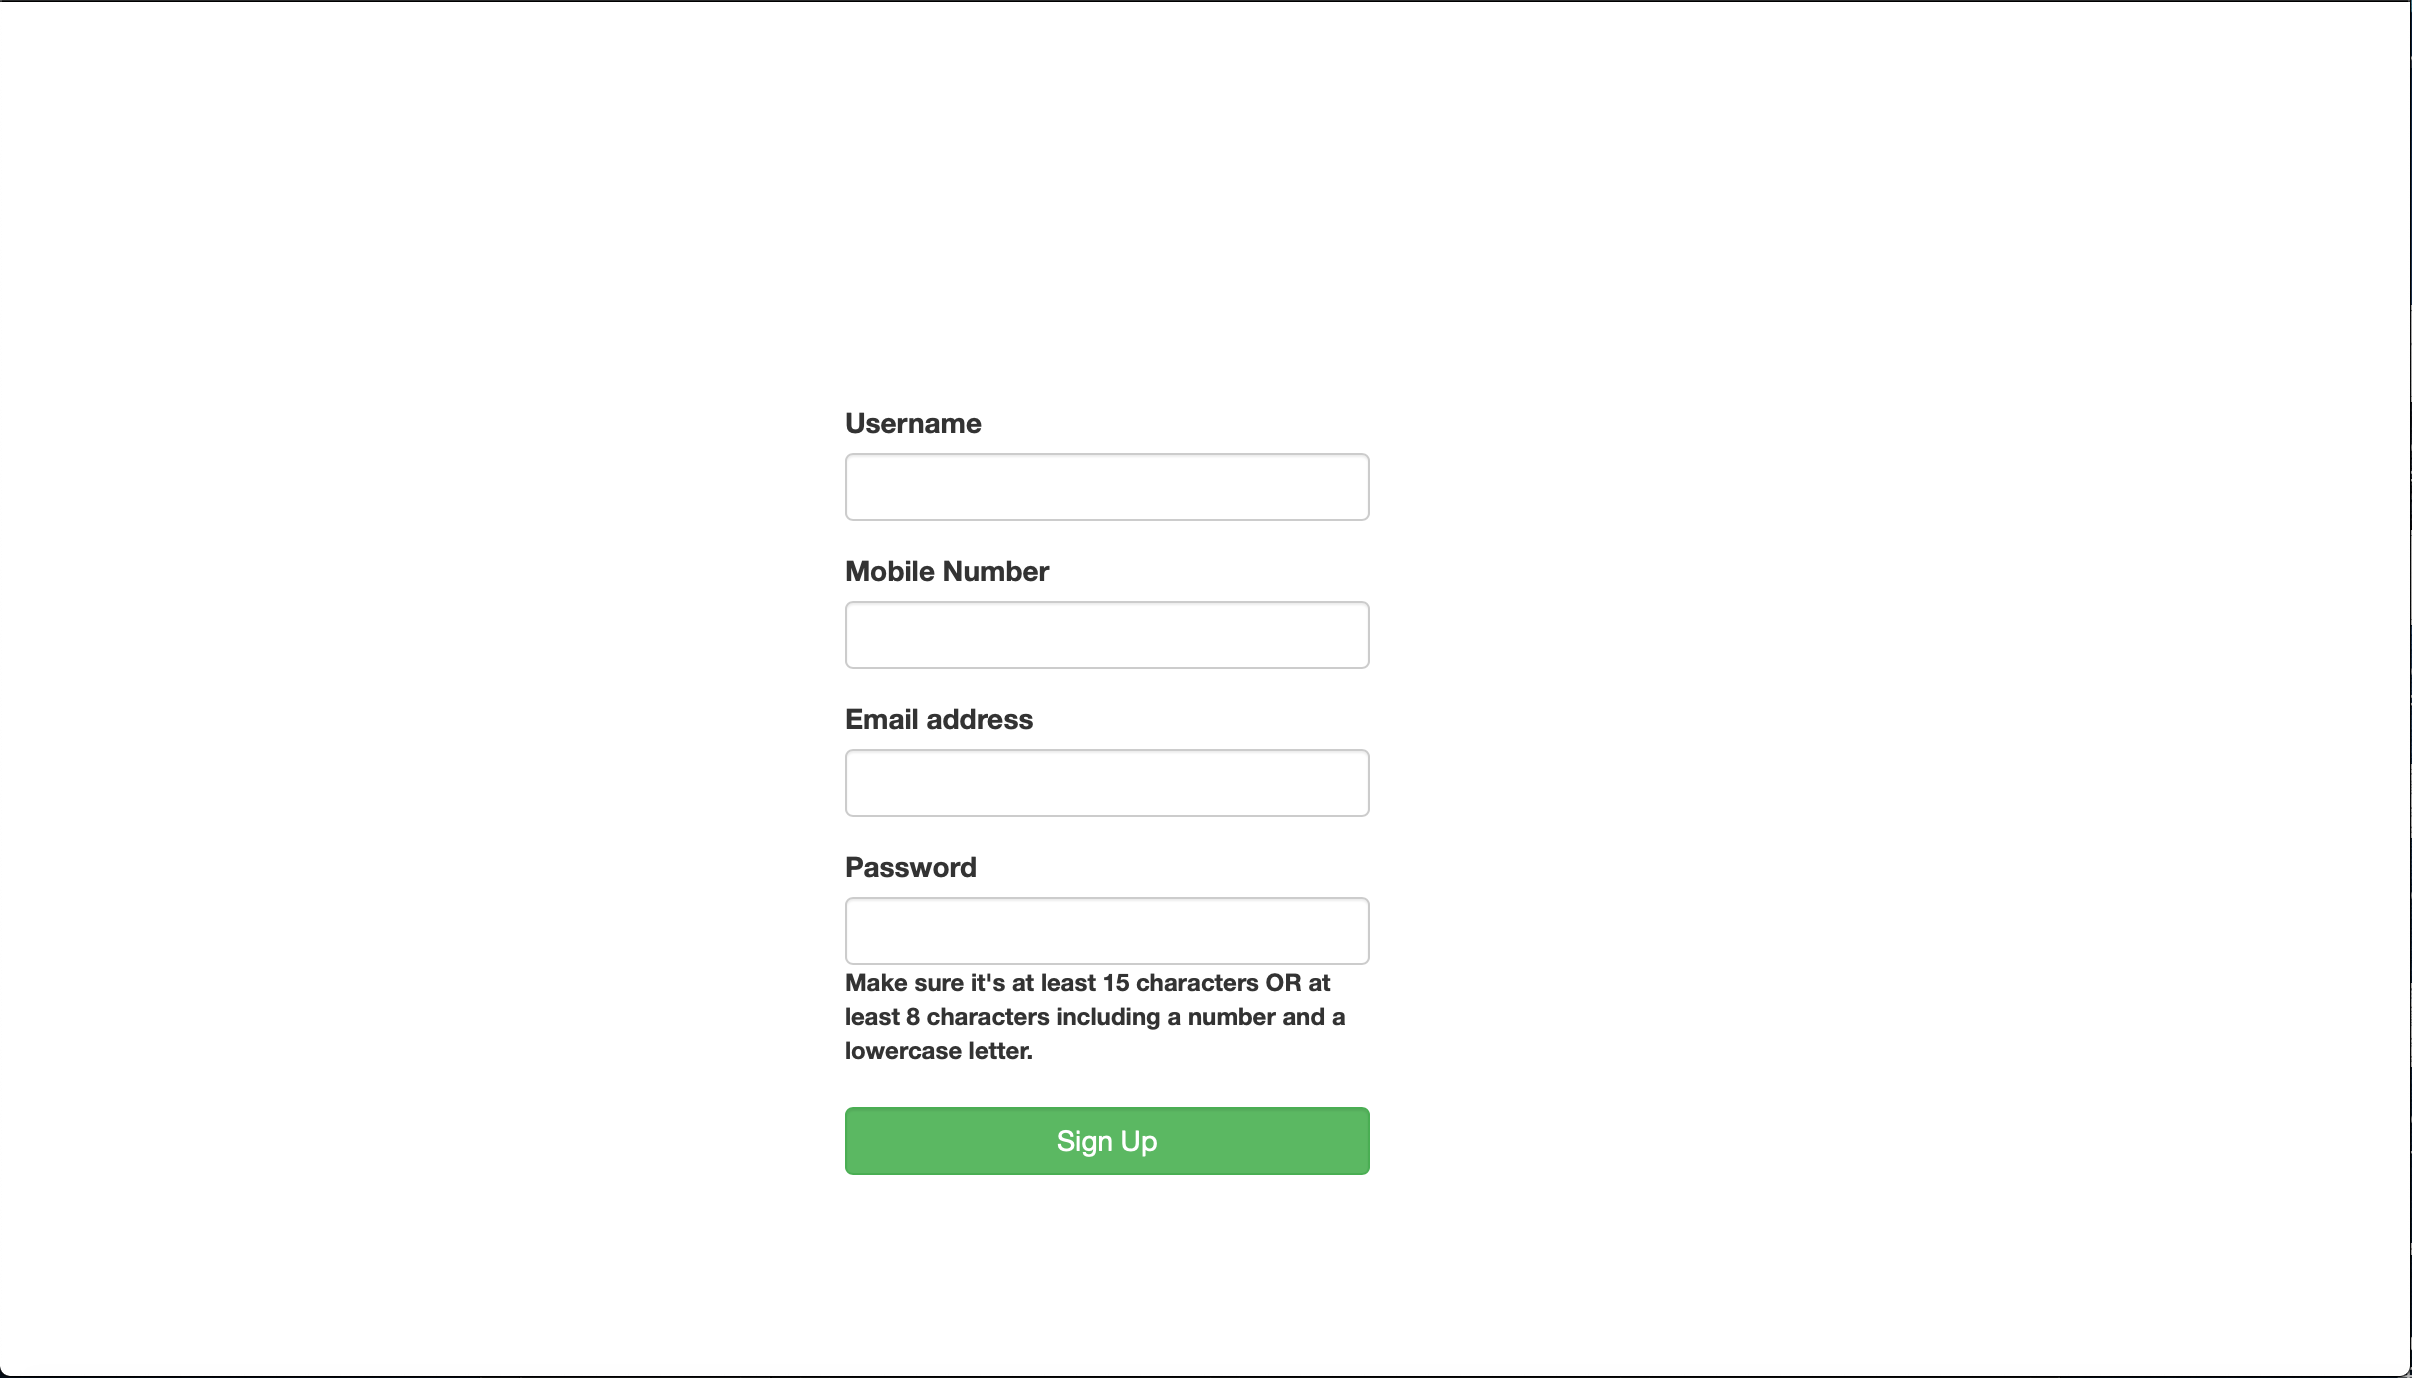 Username
Mobile Number
Email address
Password
Make sure it's at least 15 characters OR at
least 8 characters including a number and a
lowercase letter.
Sign Up